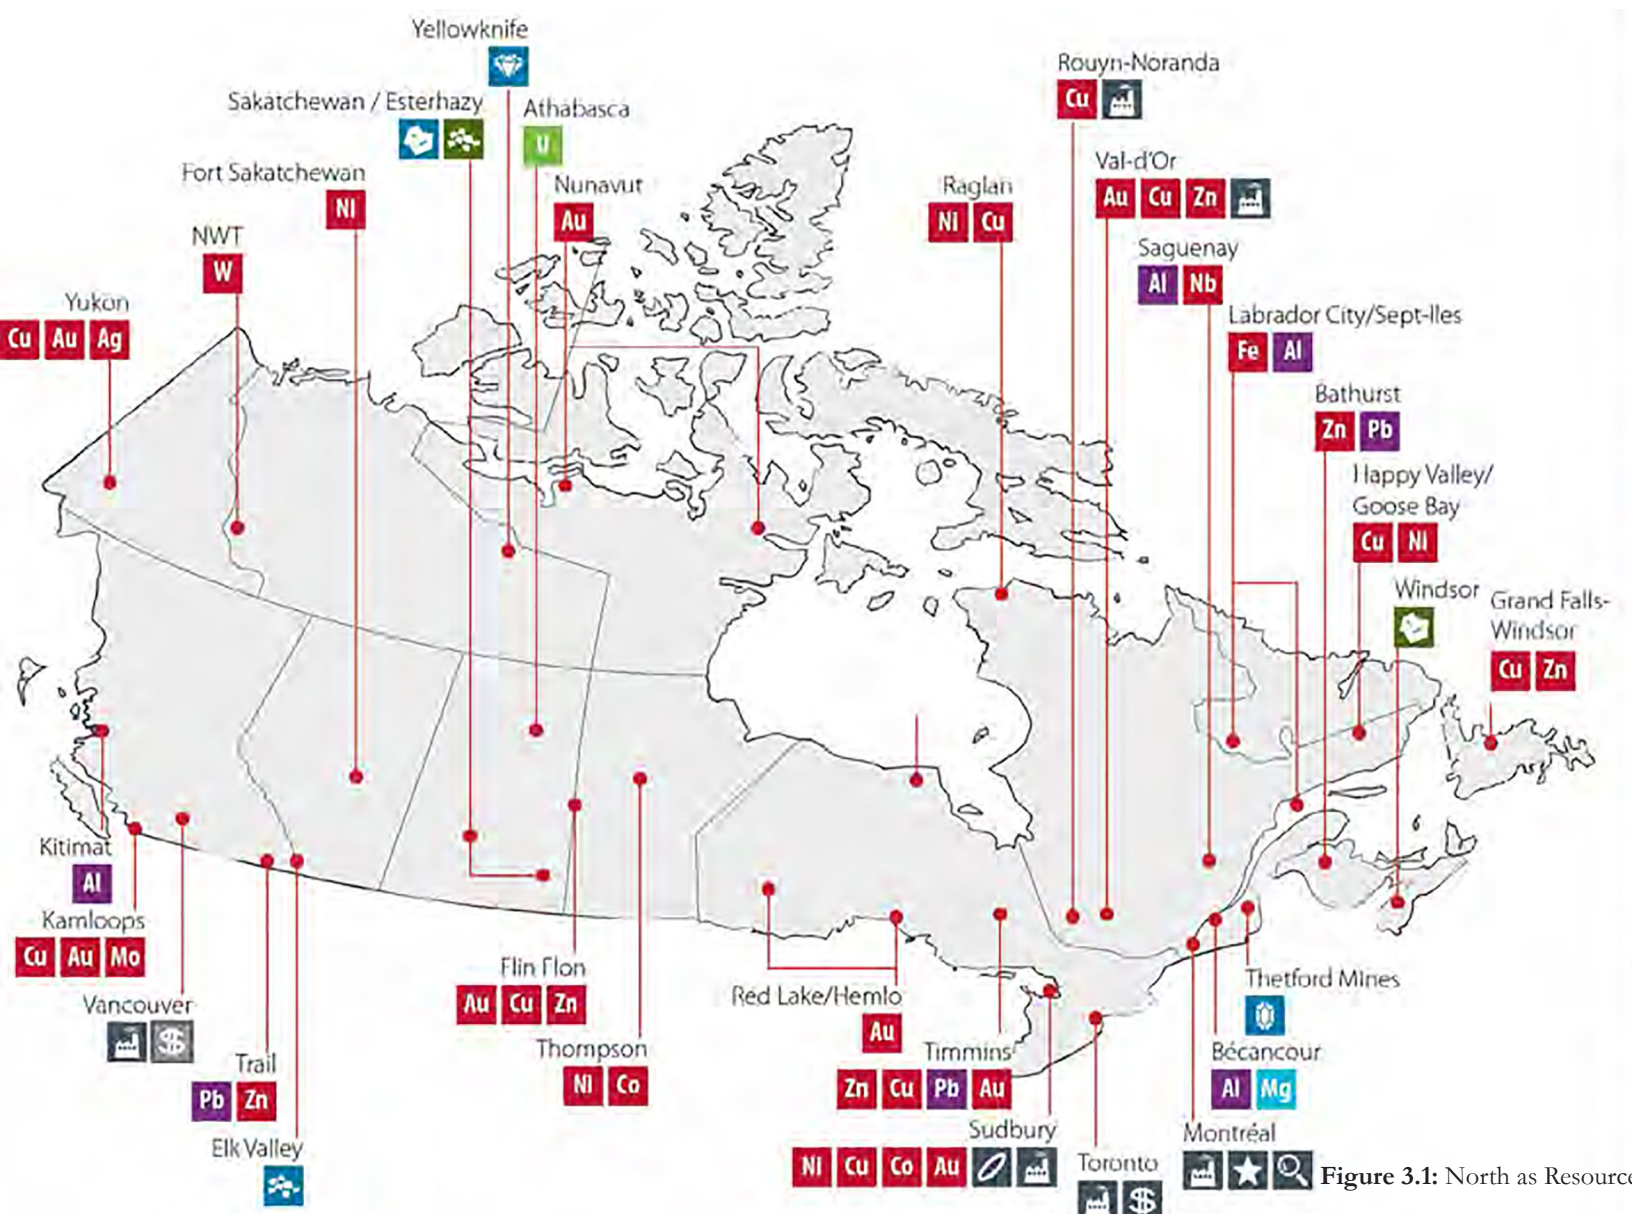 Yellowknife
Rouyn-Noranda
Cu
Sakatchewan / Esterhazy
Athabasca
U
Val-d'Or
Au Cu Zn
Fort Sakatchewan
NI
Nunavut
Au
Raglan
NI Cu
NWT
W
Saguenay
Al Nb
Yukon
Cu Au Ag
Labrador City/Sept-Iles
Fe Al
Bathurst
Zn Pb
Happy Valley/
Goose Bay
Cu NI
Windsor
Grand Falls-
Windsor
Cu Zn
Kitimat
Al
Kamloops
Cu Au Mo
Vancouver
$
Trail
Pb Zn
Elk Valley
Flin Flon
Au Cu Zn
Thompson
NI Co
Red Lake/Hemlo
Au
Timmins
Zn Cu Pb Au
Sudbury
NI Cu Co Au
Toronto
$
Thetford Mines
Bécancour
Al Mg
Montréal
Figure 3.1: North as Resource